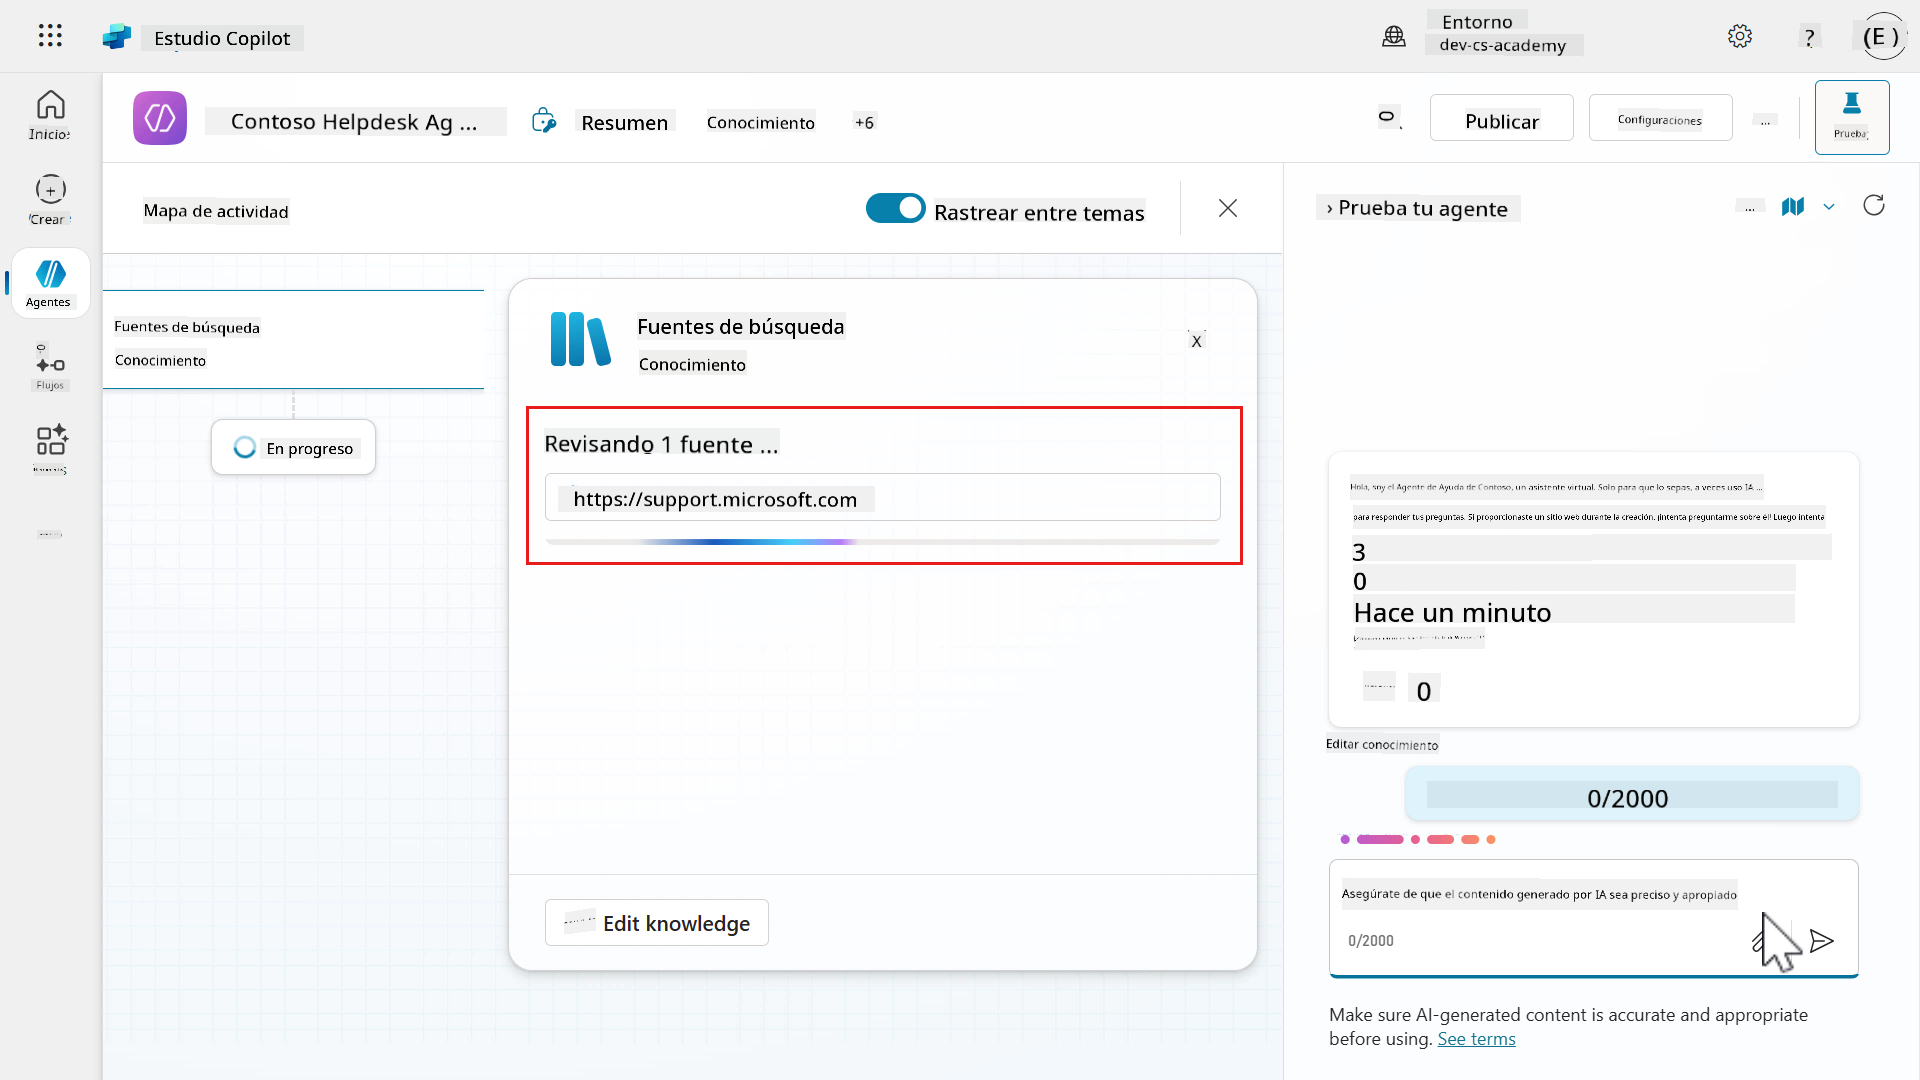 Estudio Copilot
Entorno
dev-cs-academy
?
(E )
Inicio:
Crear
Agentes
Flujos
Contoso Helpdesk Ag ...
Resumen
Conocimiento
+6
Publicar
Configuraciones
...
Prueba
Mapa de actividad
Rastrear entre temas
› Prueba tu agente
...
Fuentes de búsqueda
Conocimiento
En progreso
Fuentes de búsqueda
Conocimiento
X
Revisando 1 fuente ...
https://support.microsoft.com
Edit knowledge
Hola, soy el Agente de Ayuda de Contoso, un asistente virtual. Solo para que lo sepas, a veces uso IA ...
para responder tus preguntas. Si proporcionaste un sitio web durante la creación, ¡intenta preguntarme sobre él! Luego intenta
3
0
Hace un minuto
0
Editar conocimiento
0/2000
Asegúrate de que el contenido generado por IA sea preciso y apropiado
0/2000
Make sure AI-generated content is accurate and appropriate
before using. See terms